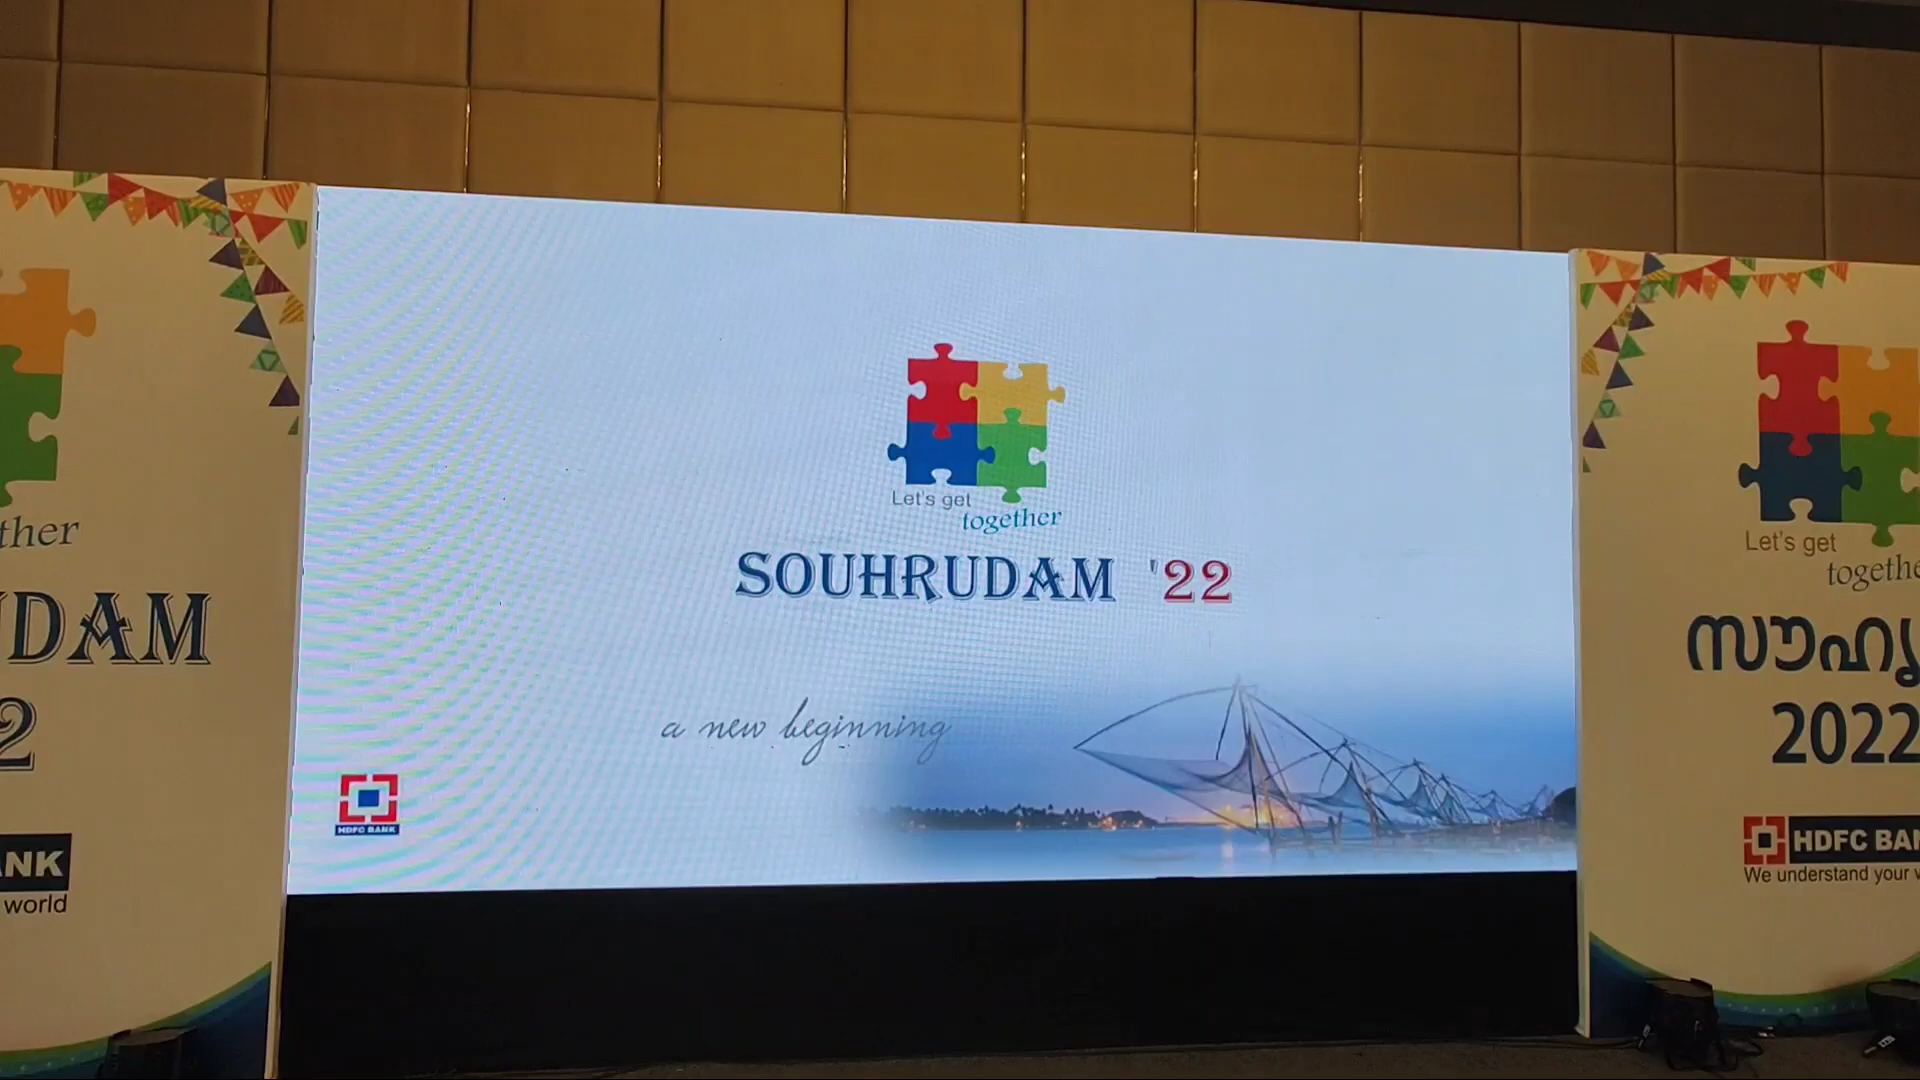 ther
UDAM
2
ANK
world
Let's get
together
SOUHRUDAM '22
a new beginning
HDFC BANK
Let's get
togethe
സൗഹൃ
2022
HDFC BAN
We understand your w